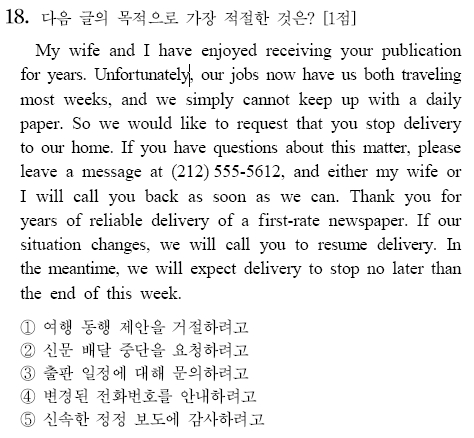 18. 다음 글의 목적으로 가장 적절한 것은? [1점]
My wife and I have enjoyed receiving your publication
for years. Unfortunately, our jobs now have us both traveling
most weeks, and we simply cannot keep up with a daily
paper. So we would like to request that you stop delivery
to our home. If you have questions about this matter, please
leave a message at (212) 555-5612, and either my wife or
I will call you back as soon as we can. Thank you for
years of reliable delivery of a first-rate newspaper. If our
situation changes, we will call you to resume delivery. In
the meantime, we will expect delivery to stop no later than
the end of this week.
① 여행 동행 제안을 거절하려고
② 신문 배달 중단을 요청하려고
③ 출판 일정에 대해 문의하려고
④ 변경된 전화번호를 안내하려고
⑤ 신속한 정정 보도에 감사하려고